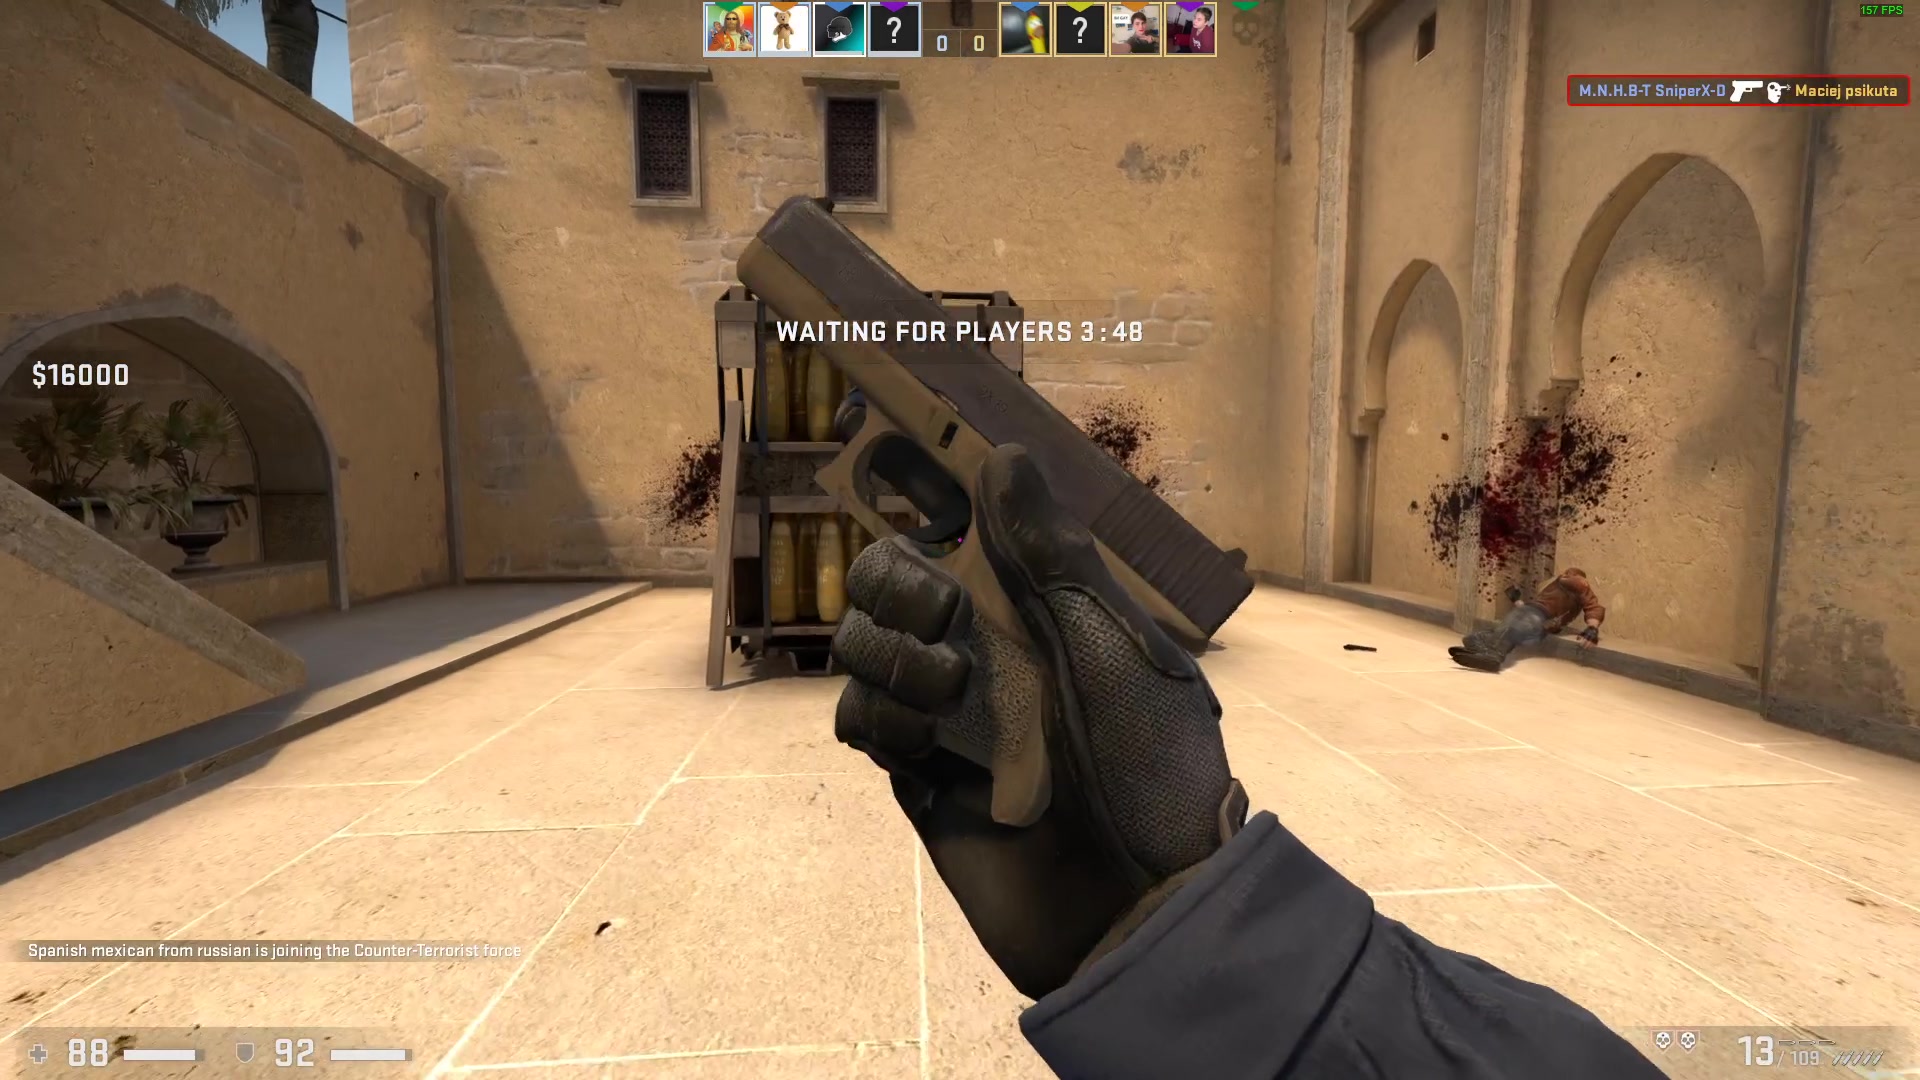 157 FPS
? ?
0 0
M.N.H.B-T SniperX-D Maciej psikuta
WAITING FOR PLAYERS 3:48
$16000
Spanish mexican from russian is joining the Counter-Terrorist force
88 92
13/ 109